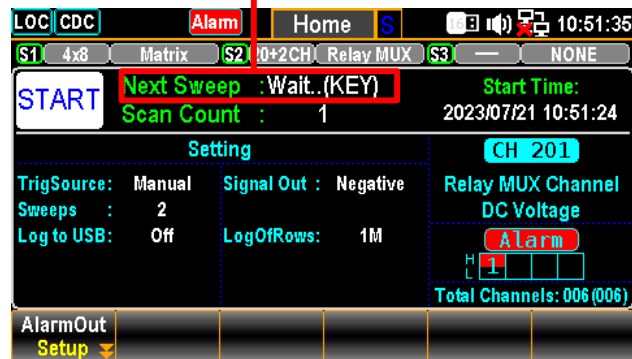 LOC CDC Alarm Home S 16 10:51:35
S1 4x8 Matrix S2 20+2CH Relay MUX S3 — NONE
START
Next Sweep :Wait..(KEY)
Scan Count : 1
Start Time:
2023/07/21 10:51:24
Setting
TrigSource: Manual Signal Out : Negative
Sweeps : 2
Log to USB: Off LogOfRows: 1M
CH 201
Relay MUX Channel
DC Voltage
Alarm
H 1
L
Total Channels: 006(006)
AlarmOut
Setup